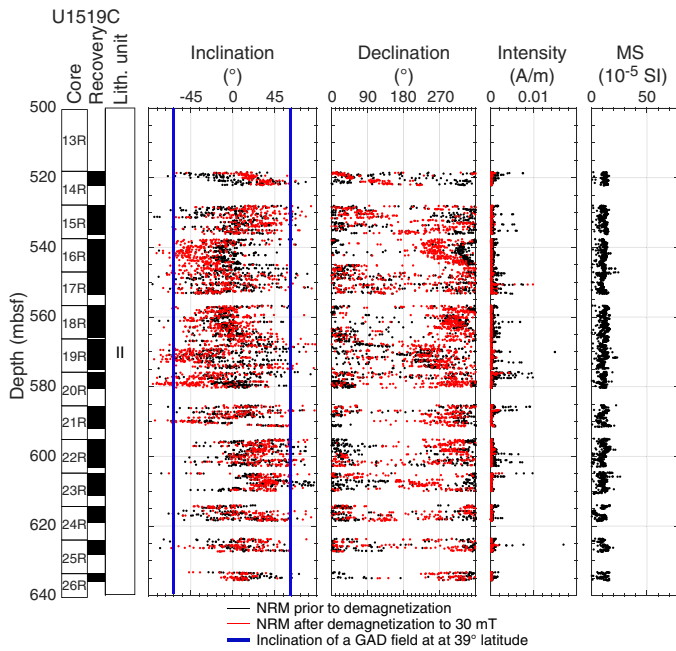 U1519C
Core
Recovery
Lith. unit
Inclination
(°)
-45 0 45
Declination
(°)
0 90 180 270
Intensity
(A/m)
0 0.01
MS
(10-5 SI)
0 50
Depth (mbsf)
500
520
540
560
580
600
620
640
13R
14R
15R
16R
17R
18R
19R
20R
21R
22R
23R
24R
25R
26R
II
NRM prior to demagnetization
NRM after demagnetization to 30 mT
Inclination of a GAD field at at 39° latitude